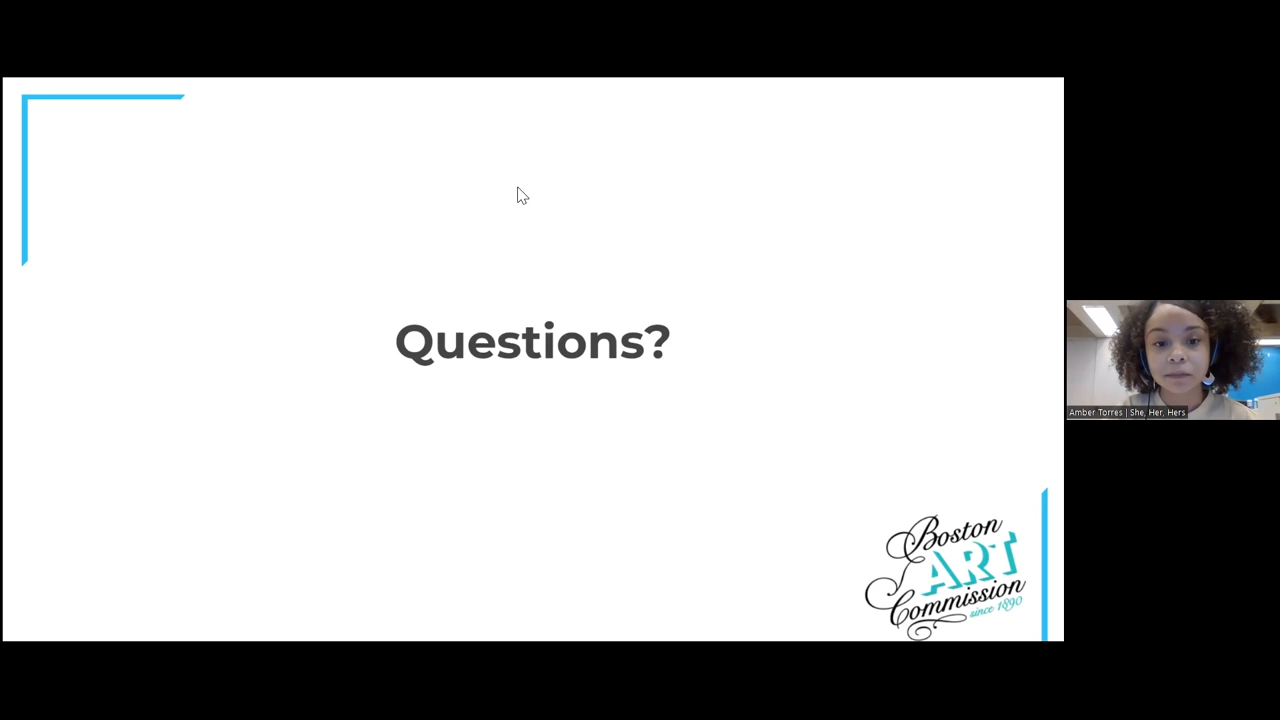 Questions?
Boston
ART
Commission
since 1890
Amber Torres | She, Her, Hers